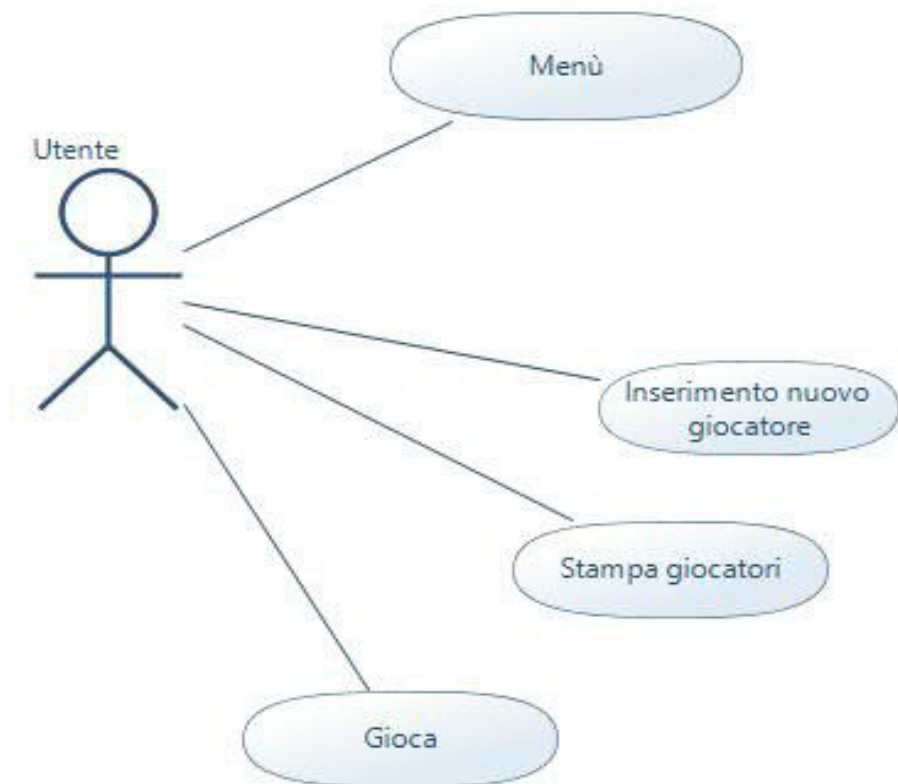 Menù
Utente
Inserimento nuovo
giocatore
Stampa giocatori
Gioca